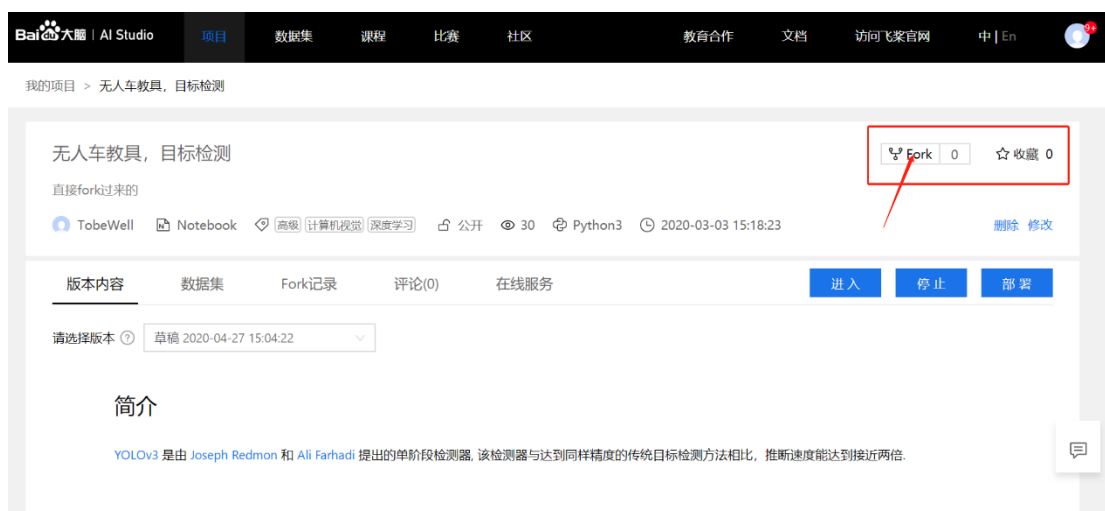 Bai du 大脑 | AI Studio 项目 数据集 课程 比赛 社区 教育合作 文档 访问飞桨官网 中 | En 9+
我的项目 > 无人车教具，目标检测
无人车教具，目标检测 Fork 0 收藏 0
直接fork过来的
TobeWell Notebook 高级 计算机视觉 深度学习 公开 30 Python3 2020-03-03 15:18:23 删除 修改
版本内容 数据集 Fork记录 评论(0) 在线服务 进入 停止 部署
请选择版本 ? 草稿 2020-04-27 15:04:22
简介
YOLOv3 是由 Joseph Redmon 和 Ali Farhadi 提出的单阶段检测器, 该检测器与达到同样精度的传统目标检测方法相比，推断速度能达到接近两倍.